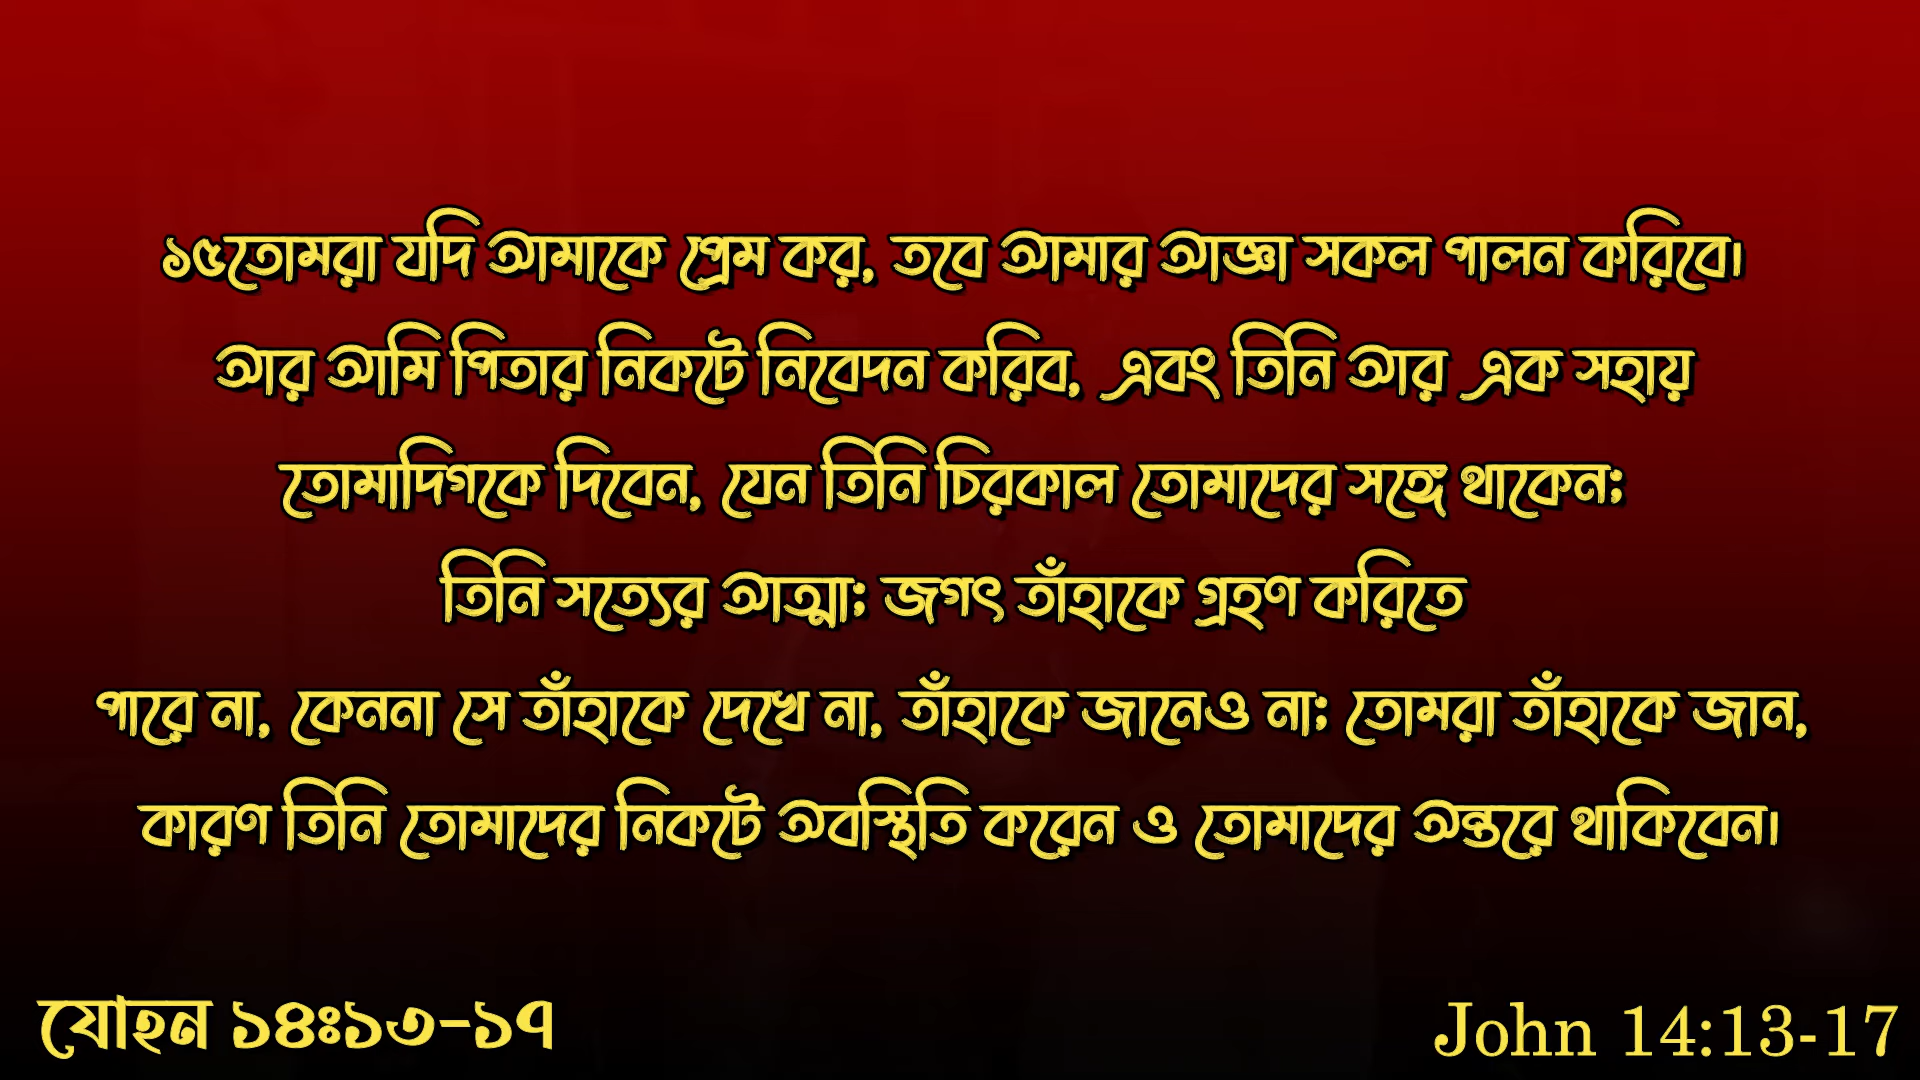 ১৫তোমরা যদি আমাকে প্রেম কর, তবে আমার আজ্ঞা সকল পালন করিবে।
আর আমি পিতার নিকটে নিবেদন করিব, এবং তিনি আর এক সহায়
তোমাদিগকে দিবেন, যেন তিনি চিরকাল তোমাদের সঙ্গে থাকেন;
তিনি সত্যের আত্মা; জগৎ তাঁহাকে গ্রহণ করিতে
পারে না, কেননা সে তাঁহাকে দেখে না, তাঁহাকে জানেও না; তোমরা তাঁহাকে জান,
কারণ তিনি তোমাদের নিকটে অবস্থিতি করেন ও তোমাদের অন্তরে থাকিবেন।
যোহন ১৪ঃ১৩-১৭
John 14:13-17